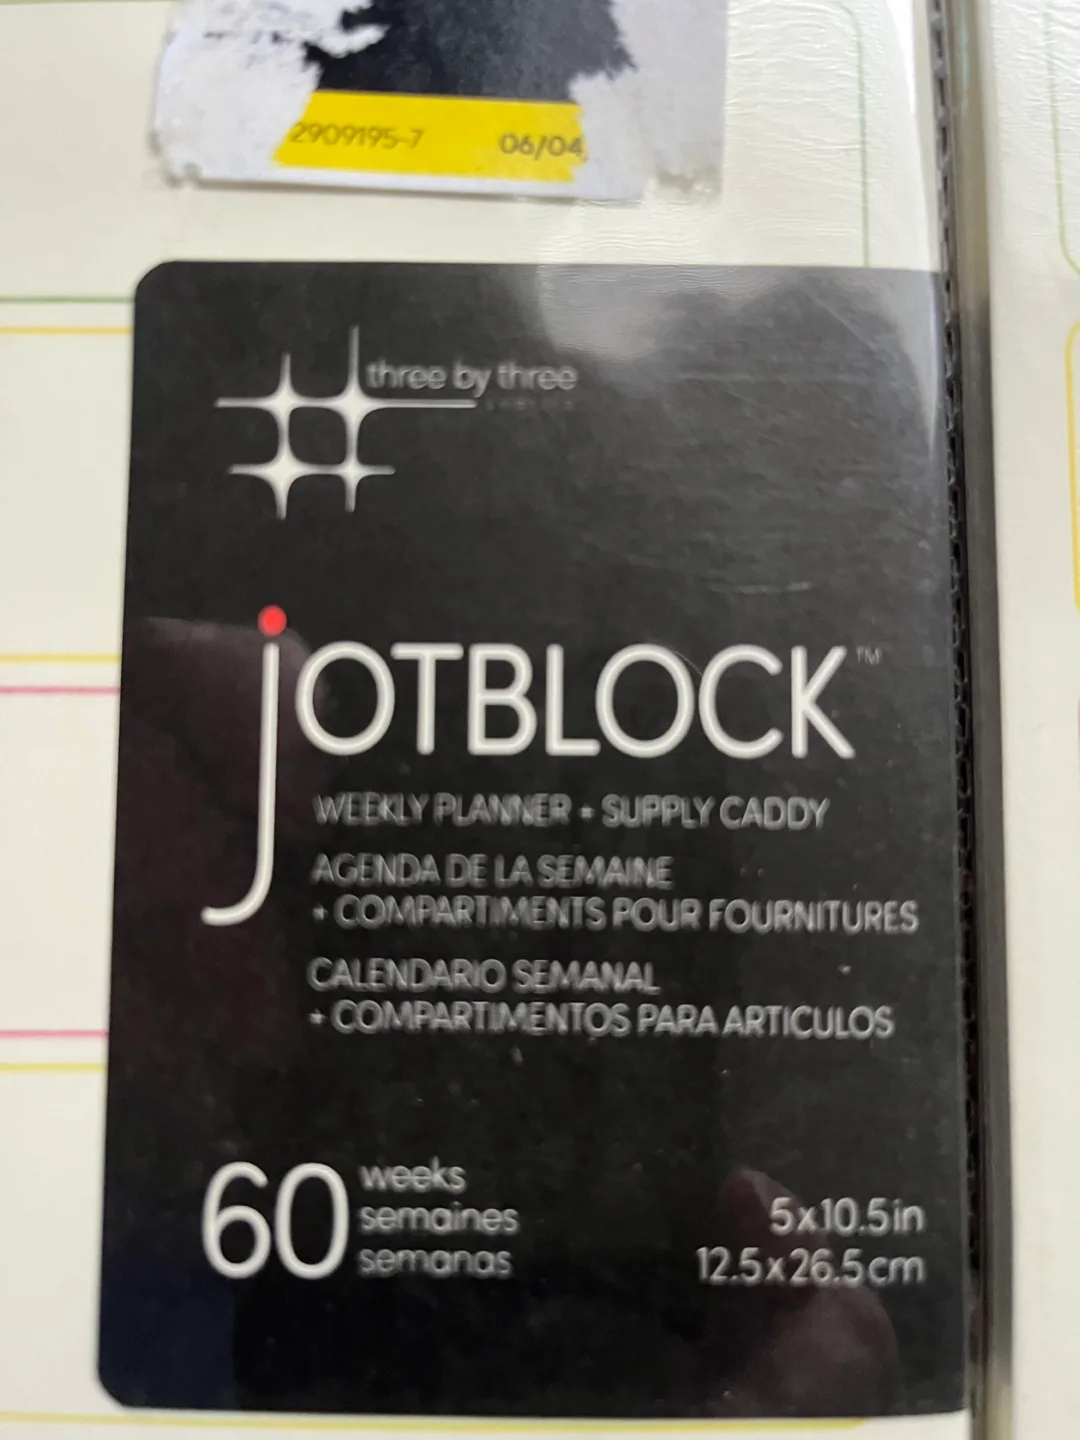 2909195-7 06/04
three by three
jOTBLOCK™
WEEKLY PLANNER + SUPPLY CADDY
AGENDA DE LA SEMAINE
+ COMPARTIMENTS POUR FOURNITURES
CALENDARIO SEMANAL
+ COMPARTIMENTOS PARA ARTICULOS
60 weeks
semaines
semanas
5x10.5in
12.5x26.5cm